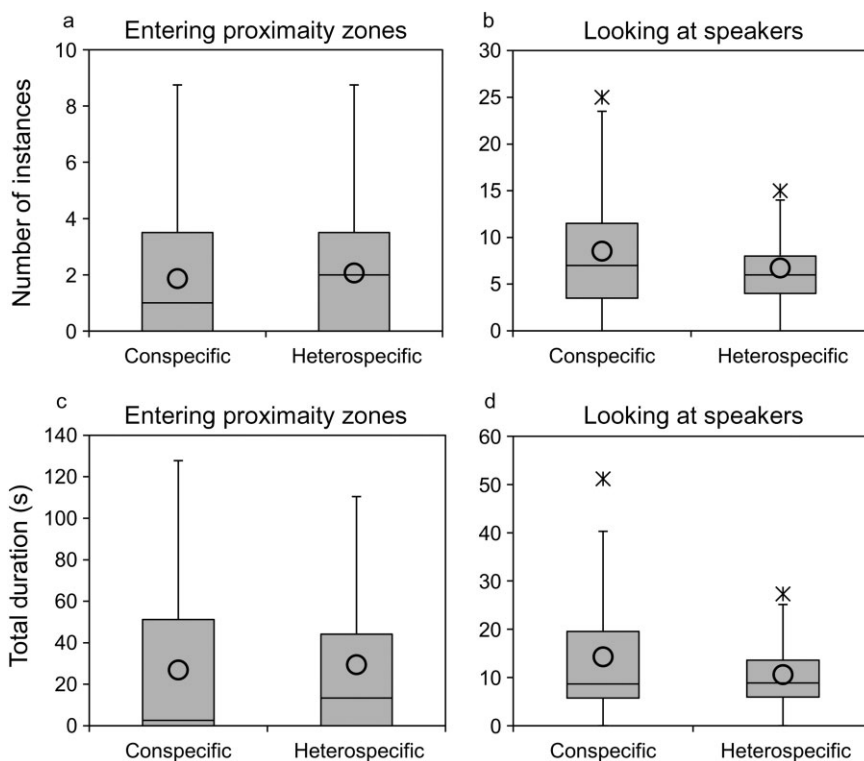 a Entering proximaity zones
Number of instances
10
8
6
4
2
0
Conspecific Heterospecific
b Looking at speakers
30
25
20
15
10
5
0
Conspecific Heterospecific
c Entering proximaity zones
Total duration (s)
140
120
100
80
60
40
20
0
Conspecific Heterospecific
d Looking at speakers
60
50
40
30
20
10
0
Conspecific Heterospecific